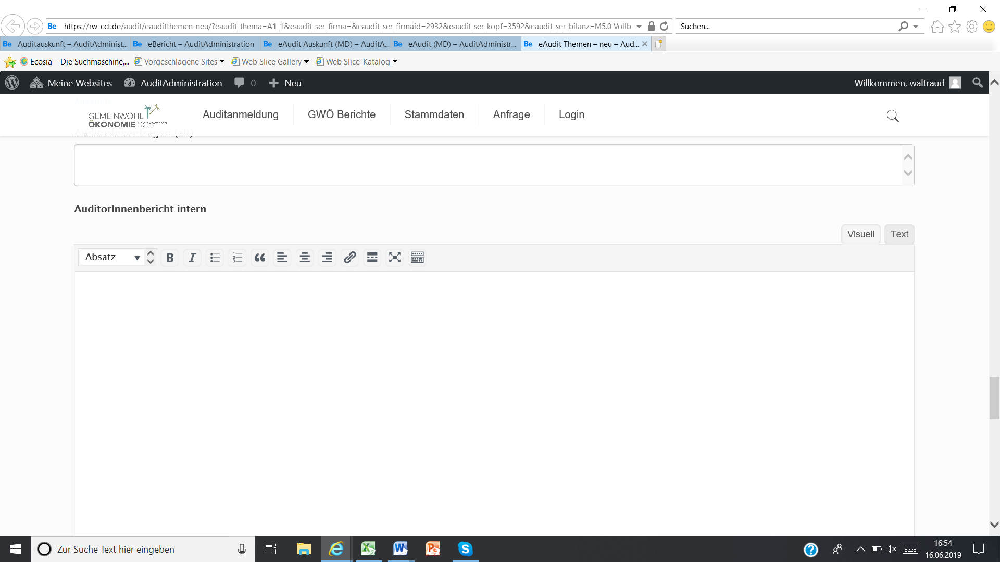 https://rw-cct.de/audit/eauditthemen-neu/?eaudit_thema=A1_1&eaudit_ser_firma=&eaudit_ser_firmaid=2932&eaudit_ser_kopf=3592&eaudit_ser_bilanz=M5.0 Vollb
Suchen...
Be Auditauskunft – AuditAdminist...
Be eBericht – AuditAdministration
Be eAudit Auskunft (MD) – AuditA...
Be eAudit (MD) – AuditAdministr...
Be eAudit Themen – neu – Aud...
Ecosia – Die Suchmaschine,...
Vorgeschlagene Sites
Web Slice Gallery
Web Slice-Katalog
Meine Websites
AuditAdministration
0
Neu
Willkommen, waltraud
GEMEINWOHL
ÖKONOMIE
Auditanmeldung
GWÖ Berichte
Stammdaten
Anfrage
Login
AuditorInnenfragen (alt)
AuditorInnenbericht intern
Visuell
Text
Absatz
B
I
Zur Suche Text hier eingeben
16:54
16.06.2019